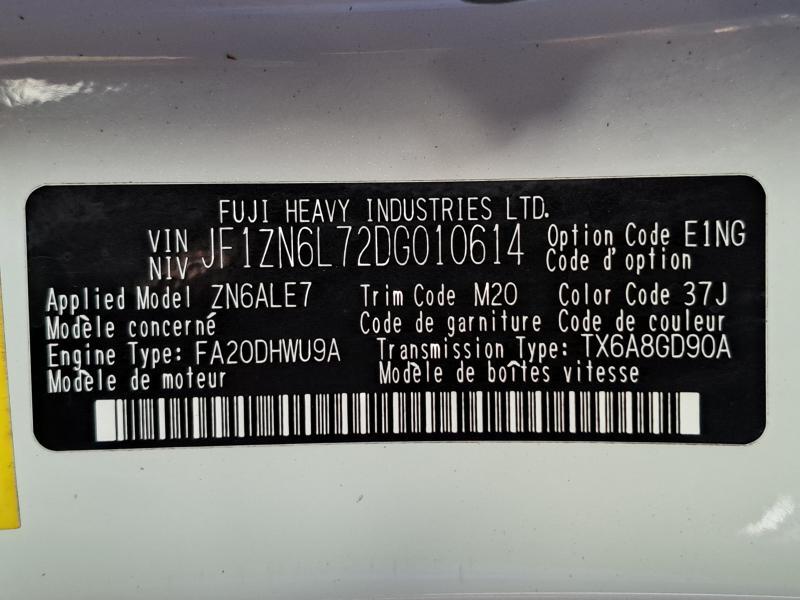 FUJI HEAVY INDUSTRIES LTD.
VIN NIV JF1ZN6L72DG010614 Option Code E1NG
Code d'option
Applied Model ZN6ALE7 Trim Code M20 Color Code 37J
Modèle concerné Code de garniture Code de couleur
Engine Type: FA20DHWU9A Transmission Type: TX6A8GD90A
Modèle de moteur Modèle de boîtes vitesse